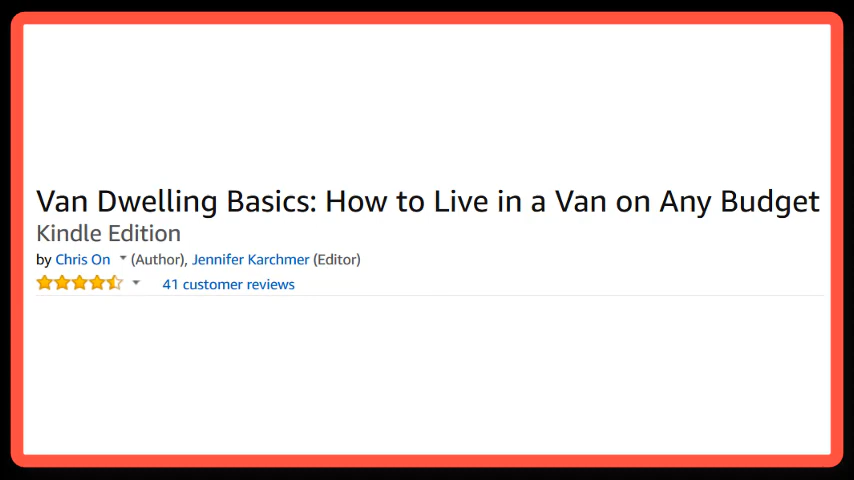 Van Dwelling Basics: How to Live in a Van on Any Budget
Kindle Edition
by Chris On (Author), Jennifer Karchmer (Editor)
41 customer reviews